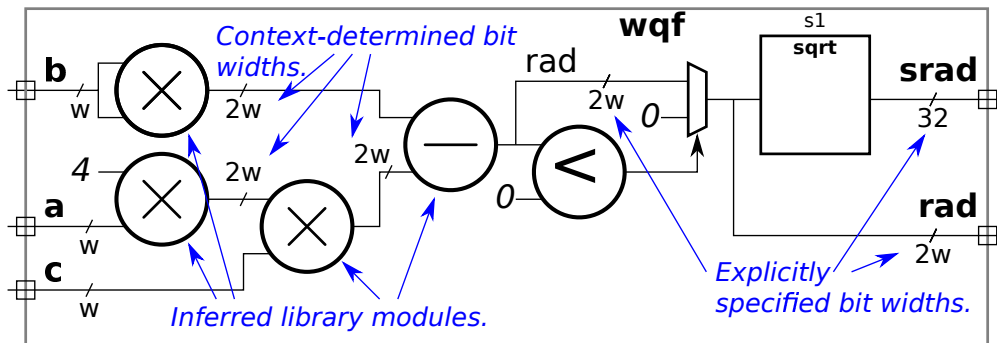 wqf
s1
sqrt
Context-determined bit
widths.
b
w
2w
rad
2w
0
srad
32
4
2w
2w
<
0
a
w
rad
2w
c
w
Explicitly
specified bit widths.
Inferred library modules.